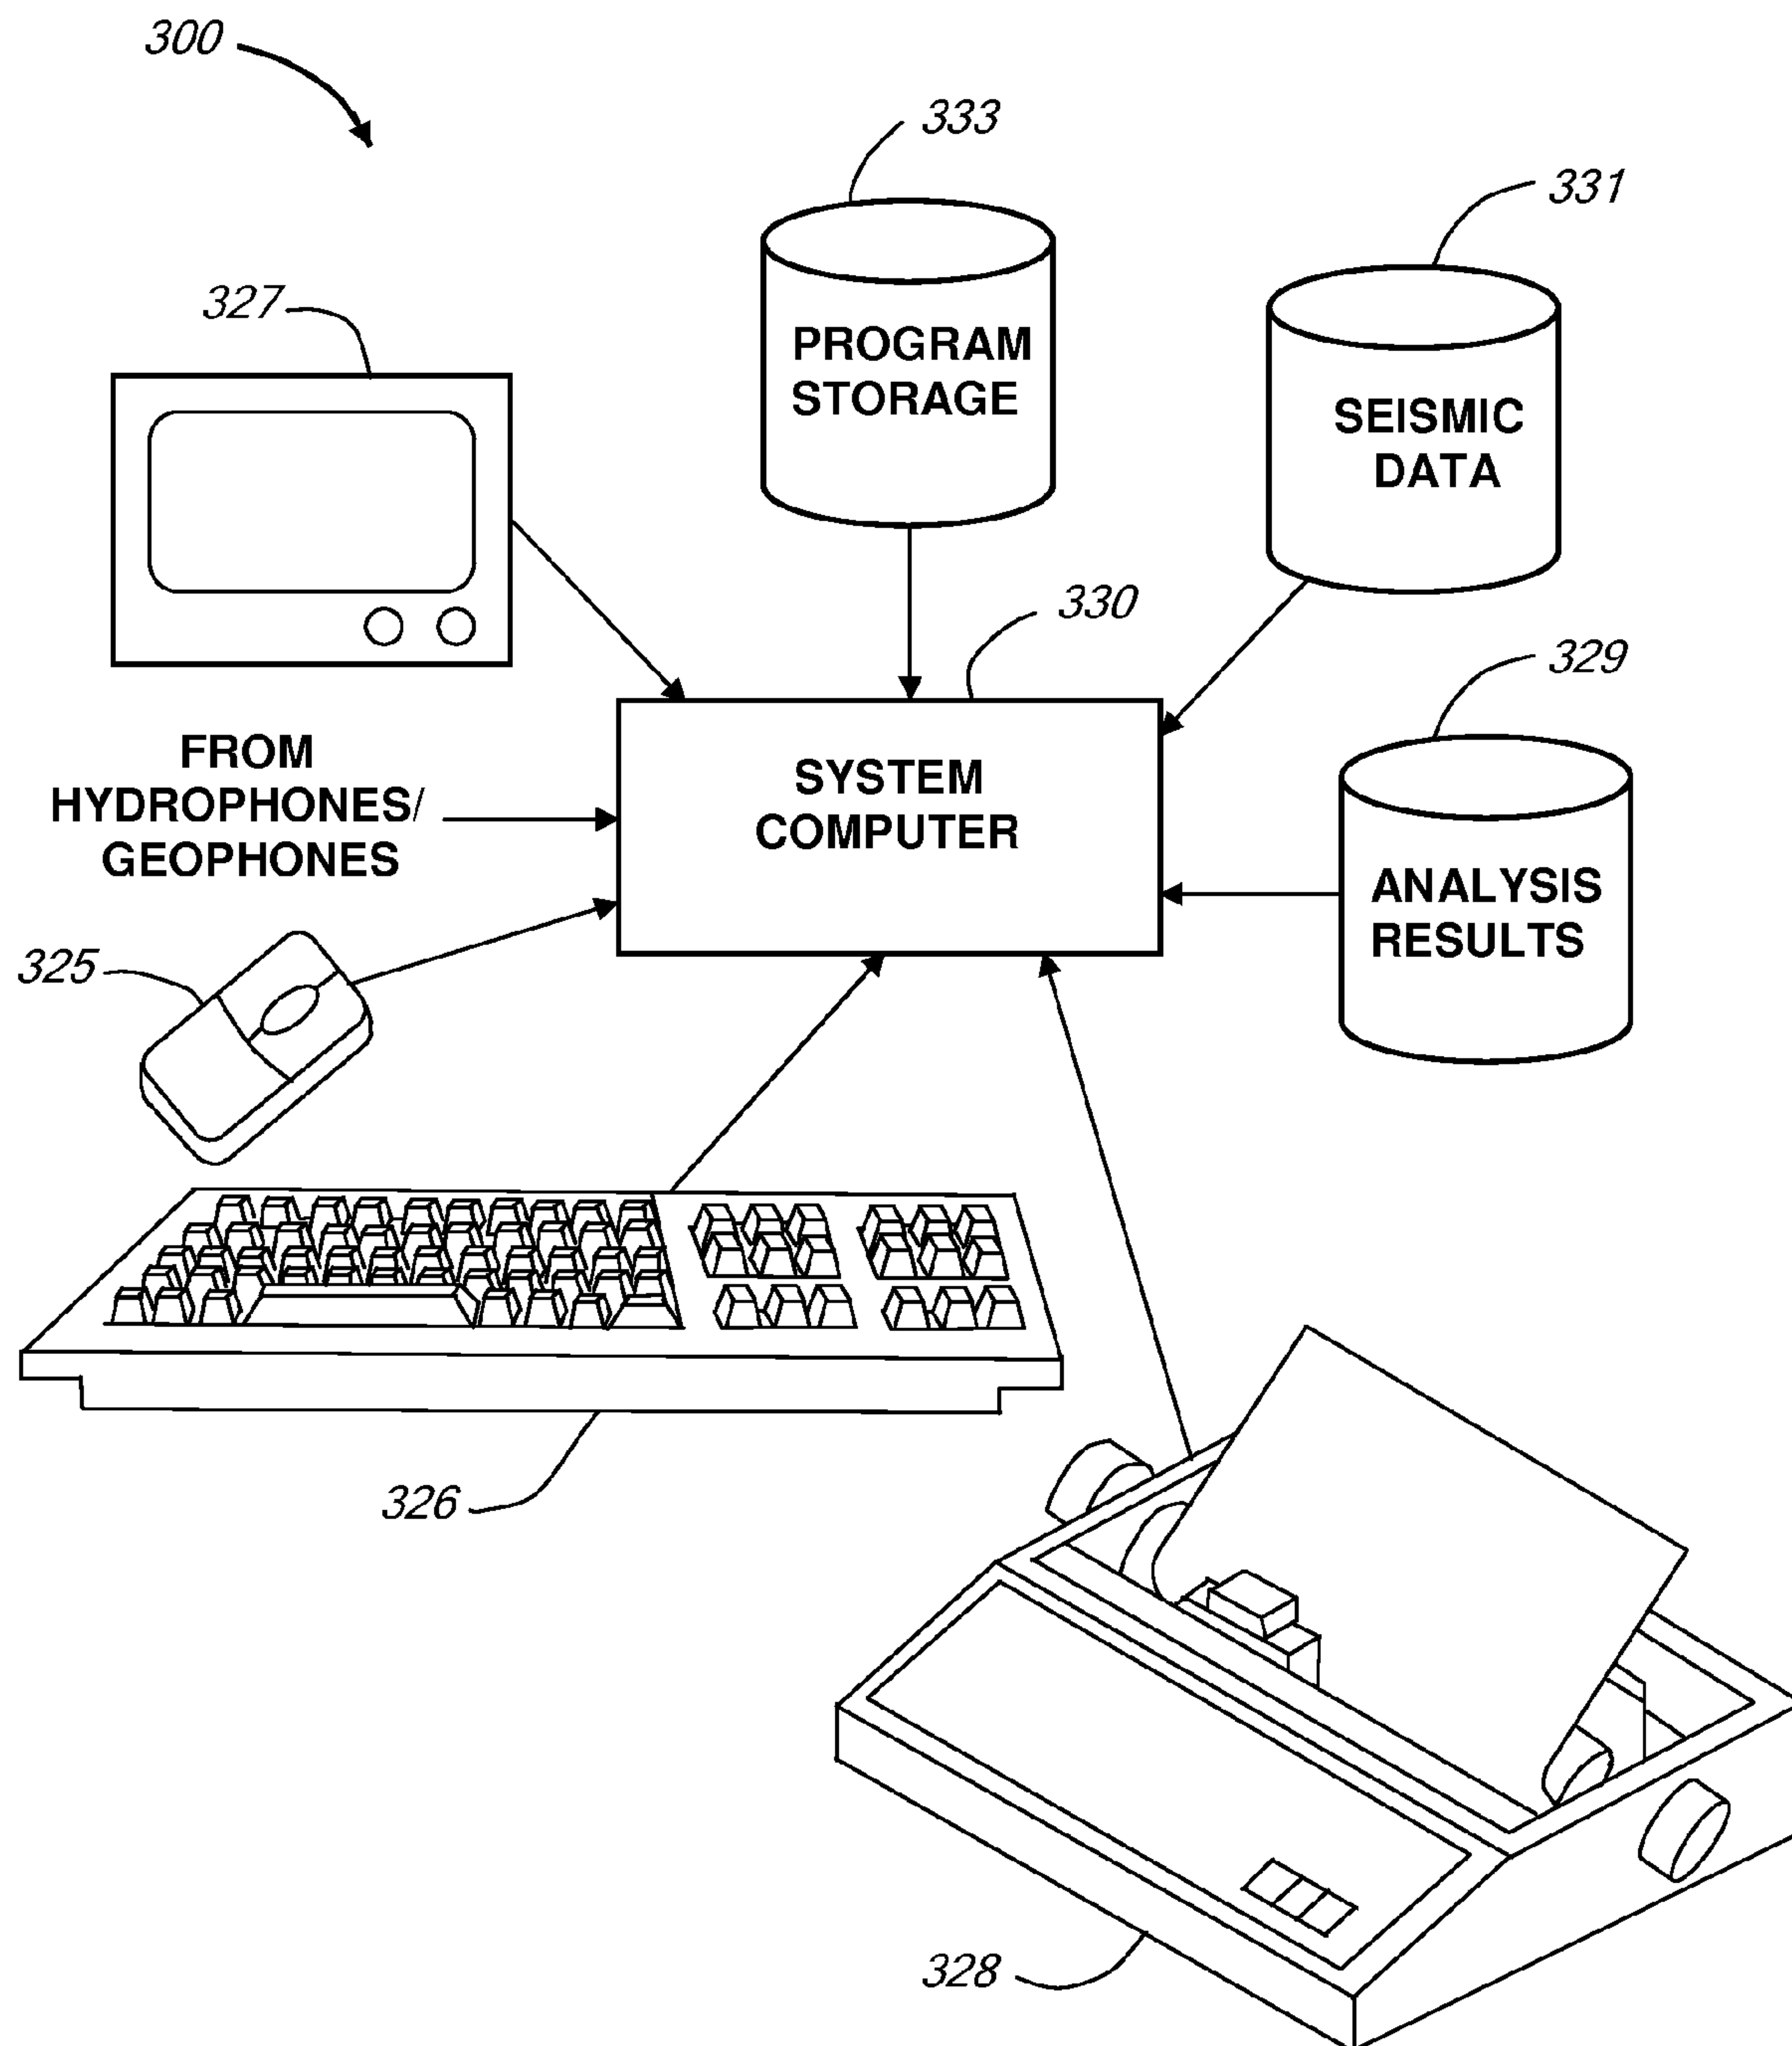 300
333
331
327
PROGRAM
STORAGE
SEISMIC
DATA
330
329
FROM
HYDROPHONES/
GEOPHONES
SYSTEM
COMPUTER
ANALYSIS
RESULTS
325
326
328